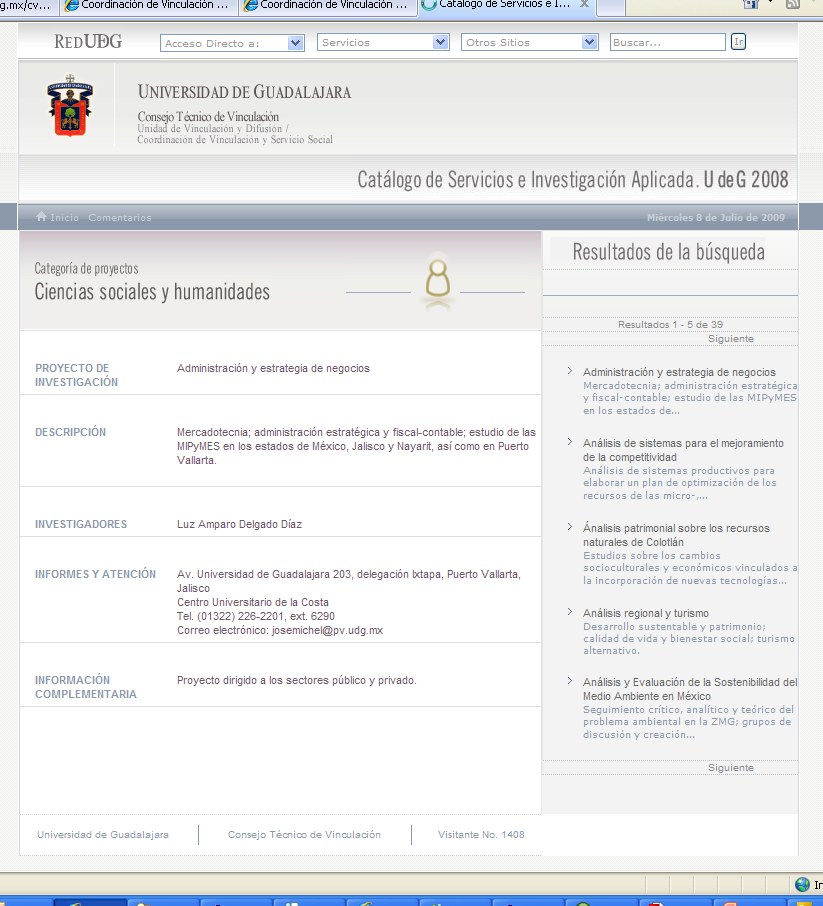 g.mx/cv...
Coordinación de Vinculación ...
Coordinación de Vinculación ...
Catálogo de Servicios e I...
RED UDG
Acceso Directo a:
Servicios
Otros Sitios
Buscar...
Ir
UNIVERSIDAD DE GUADALAJARA
Consejo Técnico de Vinculación
Unidad de Vinculación y Difusión /
Coordinación de Vinculación y Servicio Social
Catálogo de Servicios e Investigación Aplicada. U de G 2008
Inicio Comentarios
Miércoles 8 de Julio de 2009
Categoría de proyectos
Ciencias sociales y humanidades
PROYECTO DE
INVESTIGACIÓN
Administración y estrategia de negocios
DESCRIPCIÓN
Mercadotecnia; administración estratégica y fiscal-contable; estudio de las
MIPyMES en los estados de México, Jalisco y Nayarit, así como en Puerto
Vallarta.
INVESTIGADORES
Luz Amparo Delgado Díaz
INFORMES Y ATENCIÓN
Av. Universidad de Guadalajara 203, delegación Ixtapa, Puerto Vallarta,
Jalisco
Centro Universitario de la Costa
Tel. (01322) 226-2201, ext. 6290
Correo electrónico: josemichel@pv.udg.mx
INFORMACIÓN
COMPLEMENTARIA
Proyecto dirigido a los sectores público y privado.
Resultados de la búsqueda
Resultados 1 - 5 de 39
Siguiente
Administración y estrategia de negocios
Mercadotecnia; administración estratégica
y fiscal-contable; estudio de las MIPyMES
en los estados de...
Análisis de sistemas para el mejoramiento
de la competitividad
Análisis de sistemas productivos para
elaborar un plan de optimización de los
recursos de las micro-,...
Ánalisis patrimonial sobre los recursos
naturales de Colotlán
Estudios sobre los cambios
socioculturales y económicos vinculados a
la incorporación de nuevas tecnologías...
Análisis regional y turismo
Desarrollo sustentable y patrimonio;
calidad de vida y bienestar social; turismo
alternativo.
Análisis y Evaluación de la Sostenibilidad del
Medio Ambiente en México
Seguimiento crítico, analítico y teórico del
problema ambiental en la ZMG; grupos de
discusión y creación...
Siguiente
Universidad de Guadalajara
Consejo Técnico de Vinculación
Visitante No. 1408